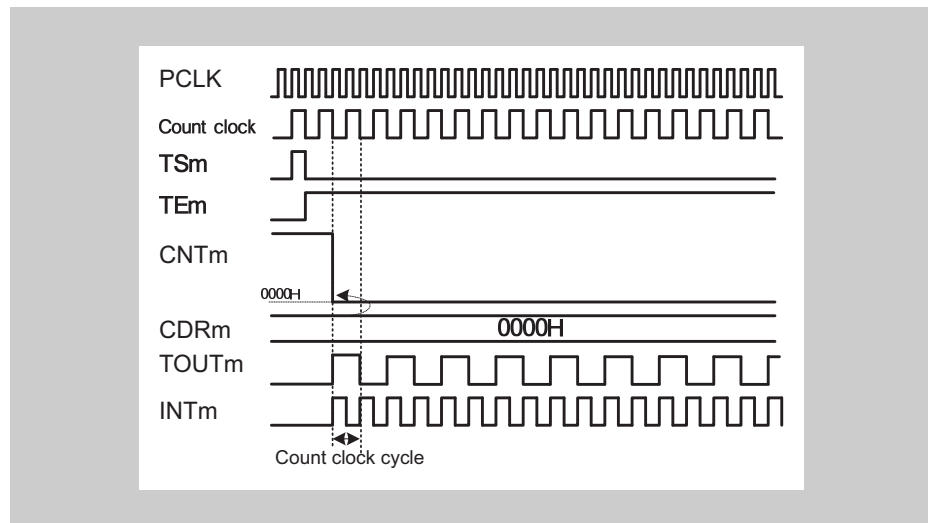 PCLK
Count clock
TSm
TEm
CNTm
0000H
CDRm
0000H
TOUTm
INTm
Count clock cycle